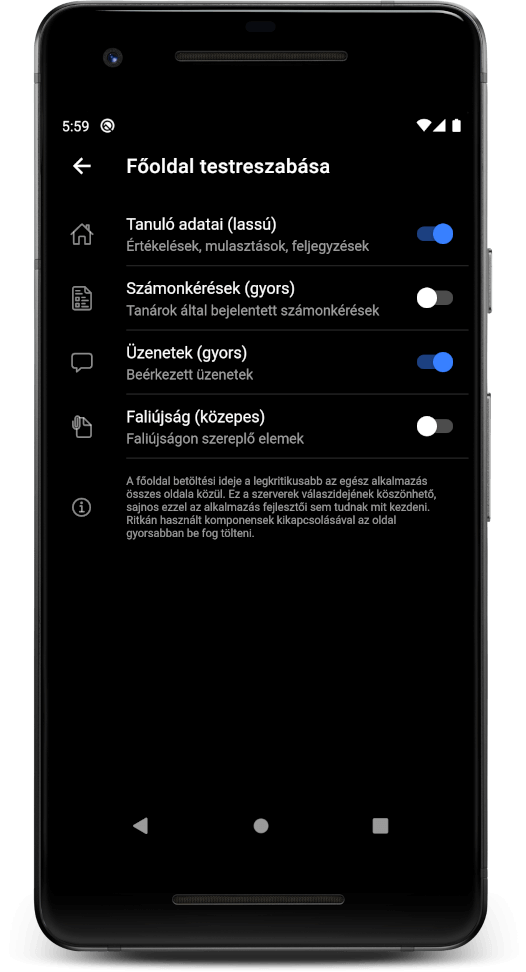 5:59
Főoldal testreszabása
Tanuló adatai (lassú)
Értékelések, mulasztások, feljegyzések
Számonkérések (gyors)
Tanárok által bejelentett számonkérések
Üzenetek (gyors)
Beérkezett üzenetek
Faliújság (közepes)
Faliújságon szereplő elemek
A főoldal betöltési ideje a legkritikusabb az egész alkalmazás
összes oldala közül. Ez a szerverek válaszidejének köszönhető,
sajnos ezzel az alkalmazás fejlesztői sem tudnak mit kezdeni.
Ritkán használt komponensek kikapcsolásával az oldal
gyorsabban be fog tölteni.